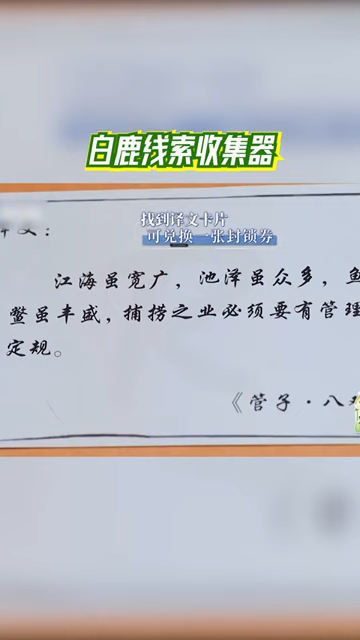 白鹿线索收集器
找到译文卡片
可兑换一张封锁券
译文：
江海虽宽广，池泽虽众多，鱼
鳖虽丰盛，捕捞之业必须要有管理
定规。
《管子·八